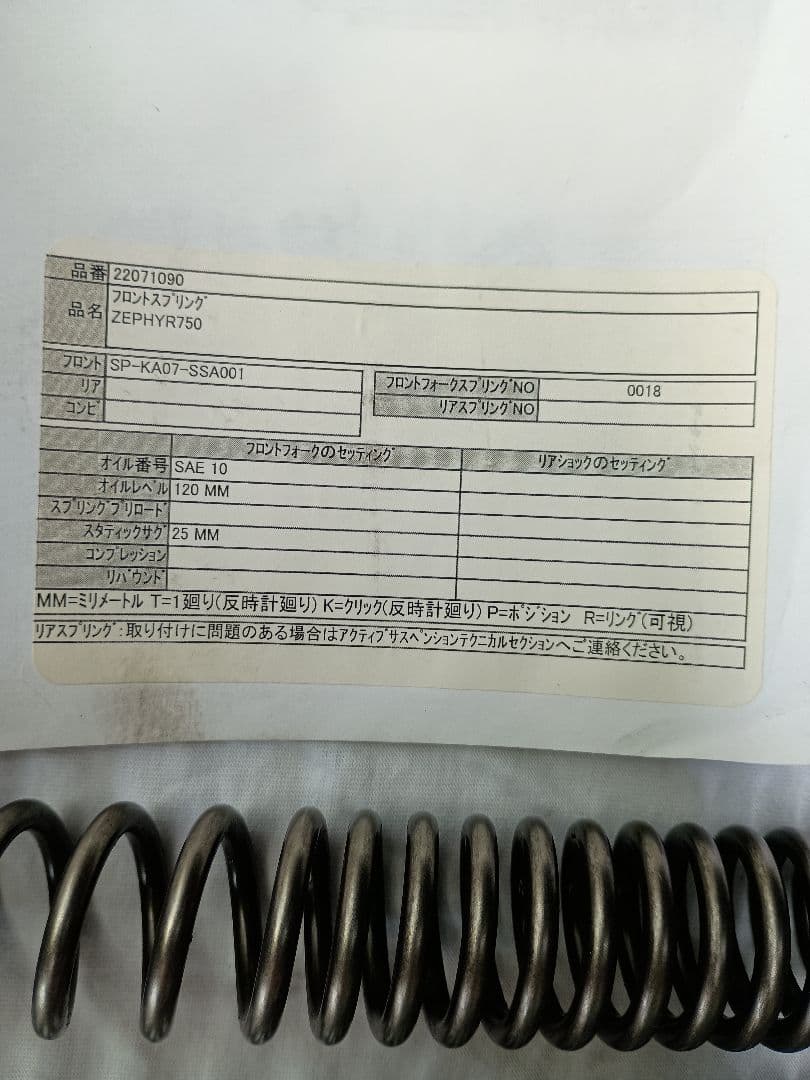 品番 22071090
品名 フロントスプリング
ZEPHYR750
フロント SP-KA07-SSA001
リア
コンビ
フロントフォークスプリングNO 0018
リアスプリングNO
フロントフォークのセッティング リアショックのセッティング
オイル番号 SAE 10
オイルレベル 120 MM
スプリングプリロード
スタティックサグ 25 MM
コンプレッション
リバウンド
MM=ミリメートル T=1廻り(反時計廻り) K=クリック(反時計廻り) P=ポジション R=リング(可視)
リアスプリング:取り付けに問題のある場合はアクティブサスペンションテクニカルセクションへご連絡ください。